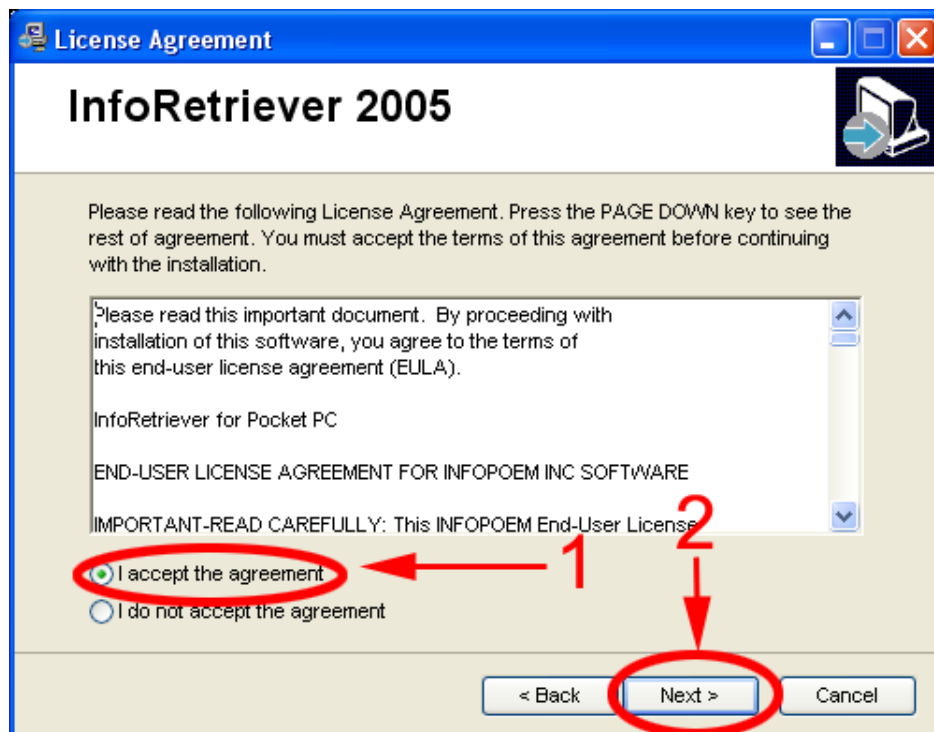 License Agreement
InfoRetriever 2005
Please read the following License Agreement. Press the PAGE DOWN key to see the
rest of agreement. You must accept the terms of this agreement before continuing
with the installation.
Please read this important document.  By proceeding with
installation of this software, you agree to the terms of
this end-user license agreement (EULA).
InfoRetriever for Pocket PC
END-USER LICENSE AGREEMENT FOR INFOPOEM INC SOFTWARE
IMPORTANT-READ CAREFULLY: This INFOPOEM End-User License
2
I accept the agreement
1
I do not accept the agreement
< Back
Next >
Cancel